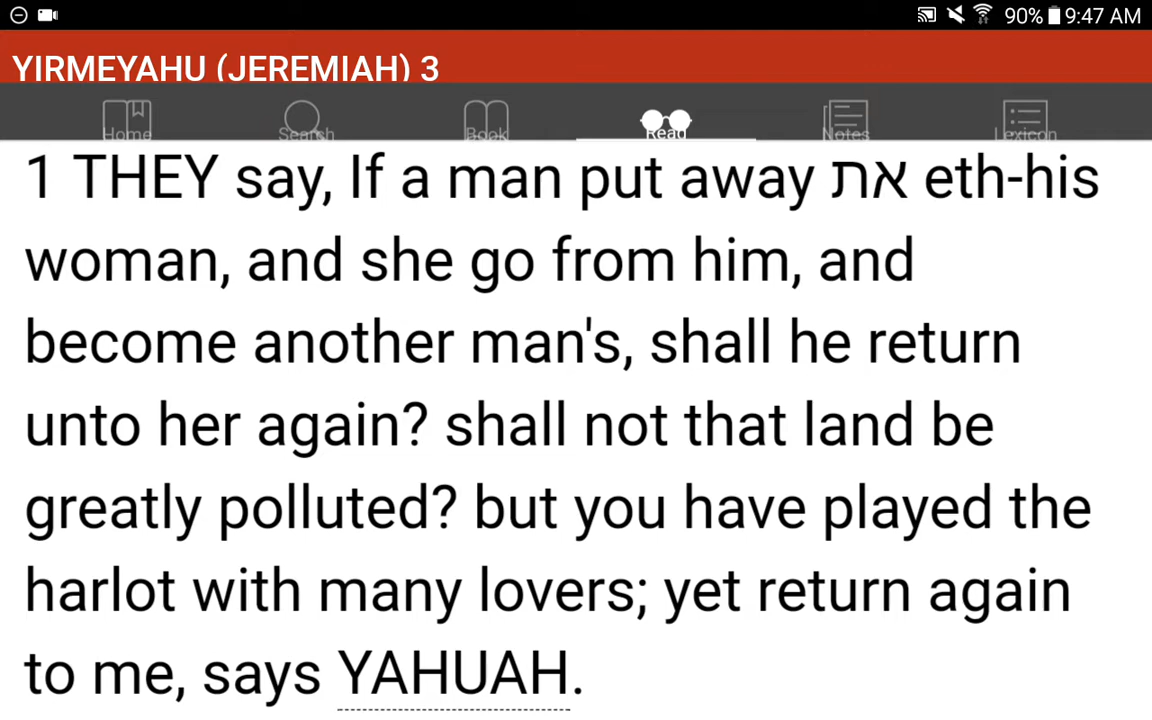 90% 9:47 AM
YIRMEYAHU (JEREMIAH) 3
Home Search Book Read Notes Lexicon
1 THEY say, If a man put away את eth-his
woman, and she go from him, and
become another man's, shall he return
unto her again? shall not that land be
greatly polluted? but you have played the
harlot with many lovers; yet return again
to me, says YAHUAH.